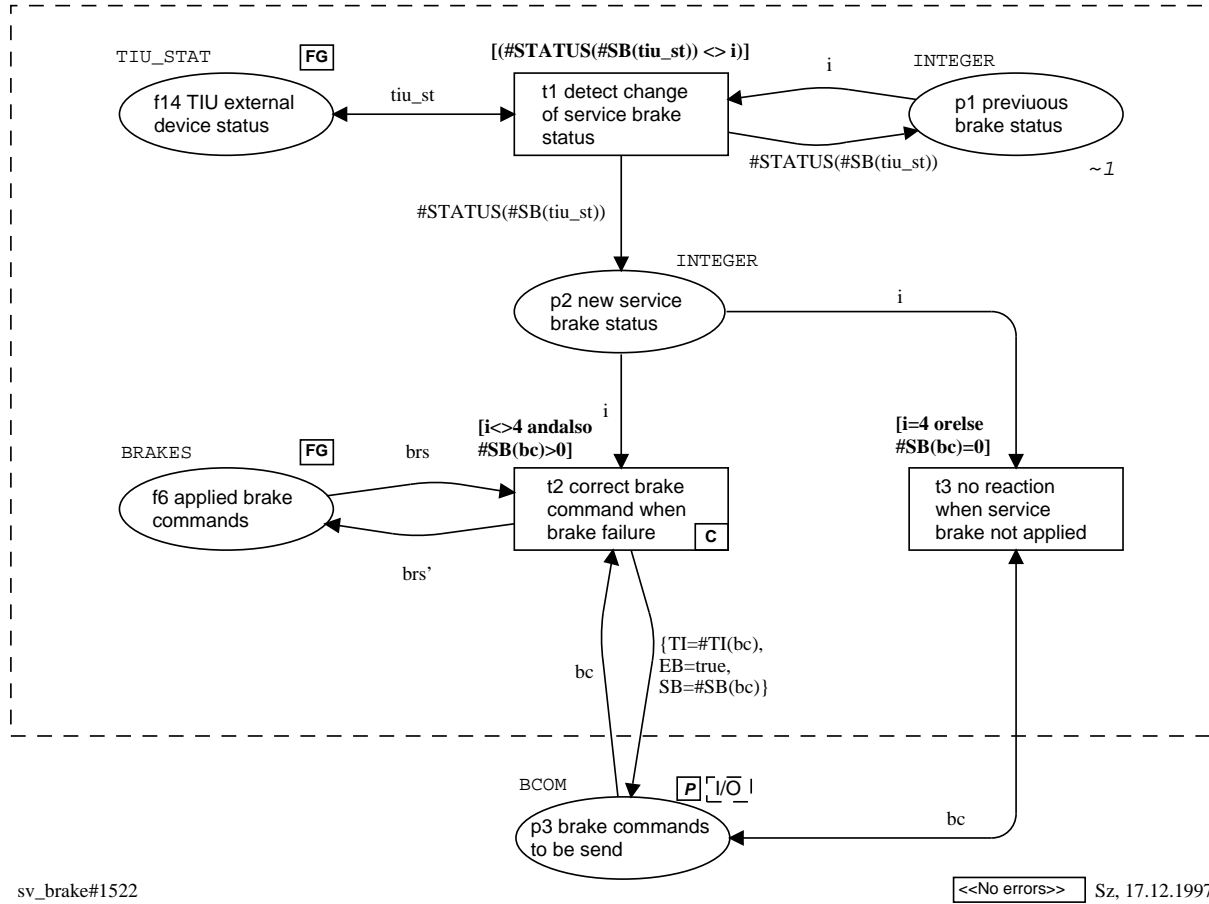 [(#STATUS(#SB(tiu_st)) <> i)]
TIU_STAT
FG
INTEGER
i
f14 TIU external
device status
tiu_st
t1 detect change
of service brake
status
p1 previuous
brake status
#STATUS(#SB(tiu_st))
~1
#STATUS(#SB(tiu_st))
INTEGER
p2 new service
brake status
i
i
[i<>4 andalso
#SB(bc)>0]
[i=4 orelse
#SB(bc)=0]
BRAKES
FG
brs
f6 applied brake
commands
t2 correct brake
command when
brake failure
C
t3 no reaction
when service
brake not applied
brs’
bc
{TI=#TI(bc),
EB=true,
SB=#SB(bc)}
BCOM
P
I/O
p3 brake commands
to be send
bc
sv_brake#1522
<<No errors>>
Sz, 17.12.1997